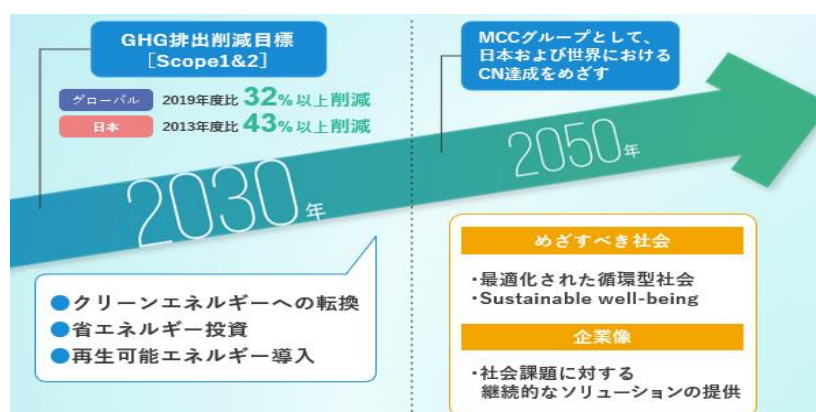 GHG排出削減目標
[Scope1&2]
グローバル 2019年度比 32%以上削減
日本 2013年度比 43%以上削減
2030年
●クリーンエネルギーへの転換
●省エネルギー投資
●再生可能エネルギー導入
MCCグループとして、
日本および世界における
CN達成をめざす
2050年
めざすべき社会
・最適化された循環型社会
・Sustainable well-being
企業像
・社会課題に対する
継続的なソリューションの提供